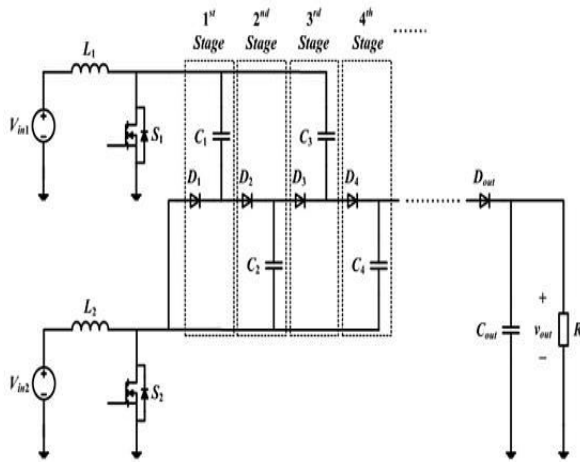 1st 2nd 3rd 4th
Stage Stage Stage Stage
L1
Vin1
S1
C1
C3
D1
D2
D3
D4
Dout
C2
C4
L2
Vin2
S2
Cout
+
vout
−
R